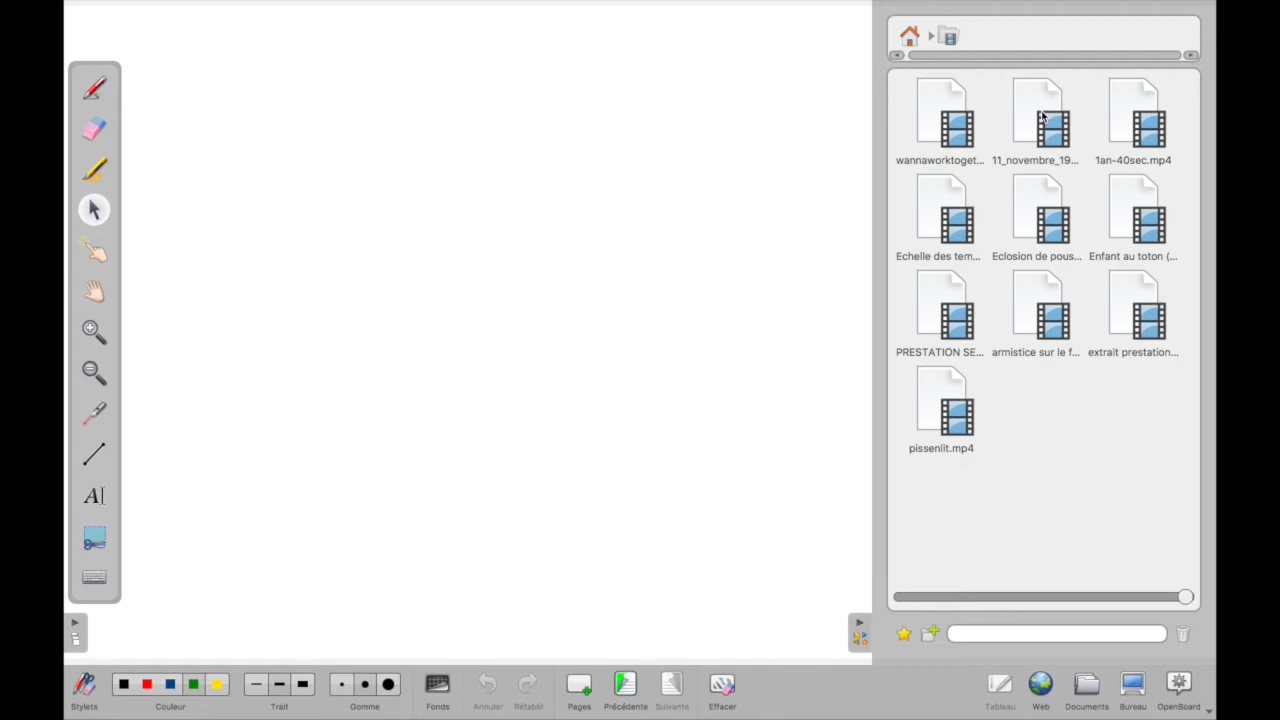 wannaworktoget... 11_novembre_19... 1an-40sec.mp4
Echelle des tem... Eclosion de pous... Enfant au toton (...
PRESTATION SE... armistice sur le f... extrait prestation...
pissenlit.mp4
A
Stylets Couleur Trait Gomme Fonds Annuler Rétablir Pages Précédente Suivante Effacer Tableau Web Documents Bureau OpenBoard